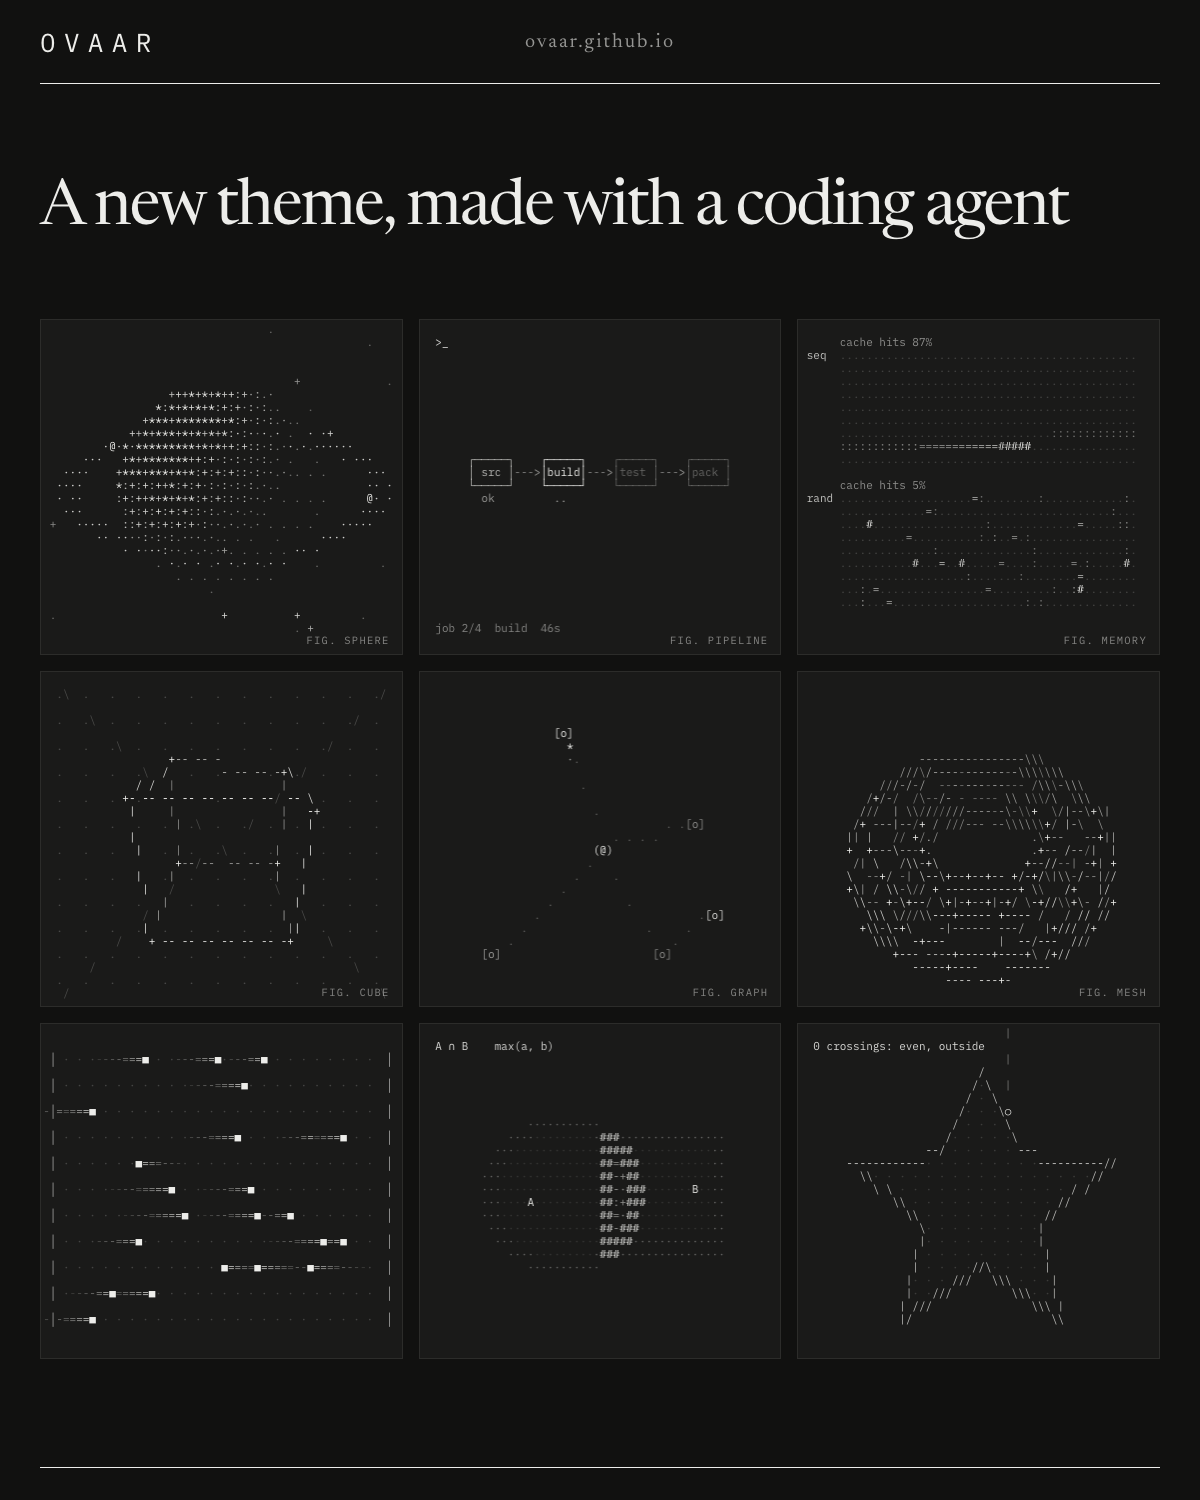 OVAAR
ovaar.github.io
A new theme, made with a coding agent
FIG. SPHERE
>_
src --->build--->test --->pack
ok ..
job 2/4 build 46s
FIG. PIPELINE
cache hits 87%
seq
cache hits 5%
rand
FIG. MEMORY
FIG. CUBE
[o]
[o]
(@)
[o]
[o]
[o]
FIG. GRAPH
FIG. MESH
A ∩ B max(a, b)
B
A
0 crossings: even, outside